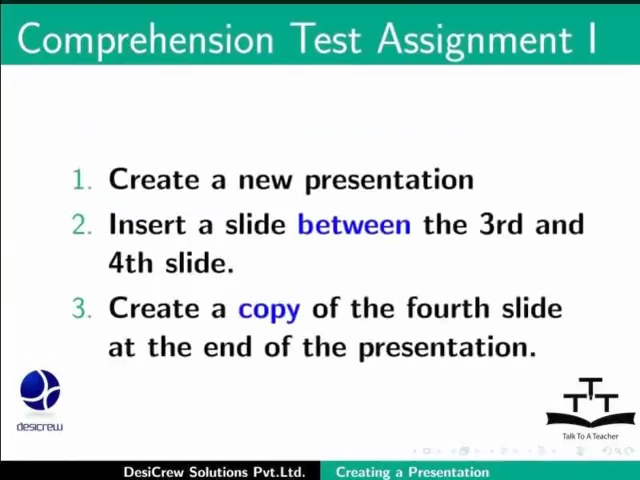 Comprehension Test Assignment I
1. Create a new presentation
2. Insert a slide between the 3rd and
4th slide.
3. Create a copy of the fourth slide
at the end of the presentation.
desicrew
TTT
Talk To A Teacher
DesiCrew Solutions Pvt.Ltd. Creating a Presentation